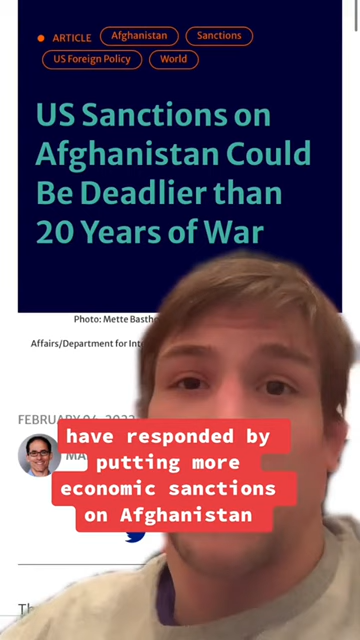 ARTICLE Afghanistan Sanctions
US Foreign Policy World
US Sanctions on
Afghanistan Could
Be Deadlier than
20 Years of War
Photo: Mette
Affairs/Department for
FEBRUARY
have responded by
putting more
economic sanctions
on Afghanistan